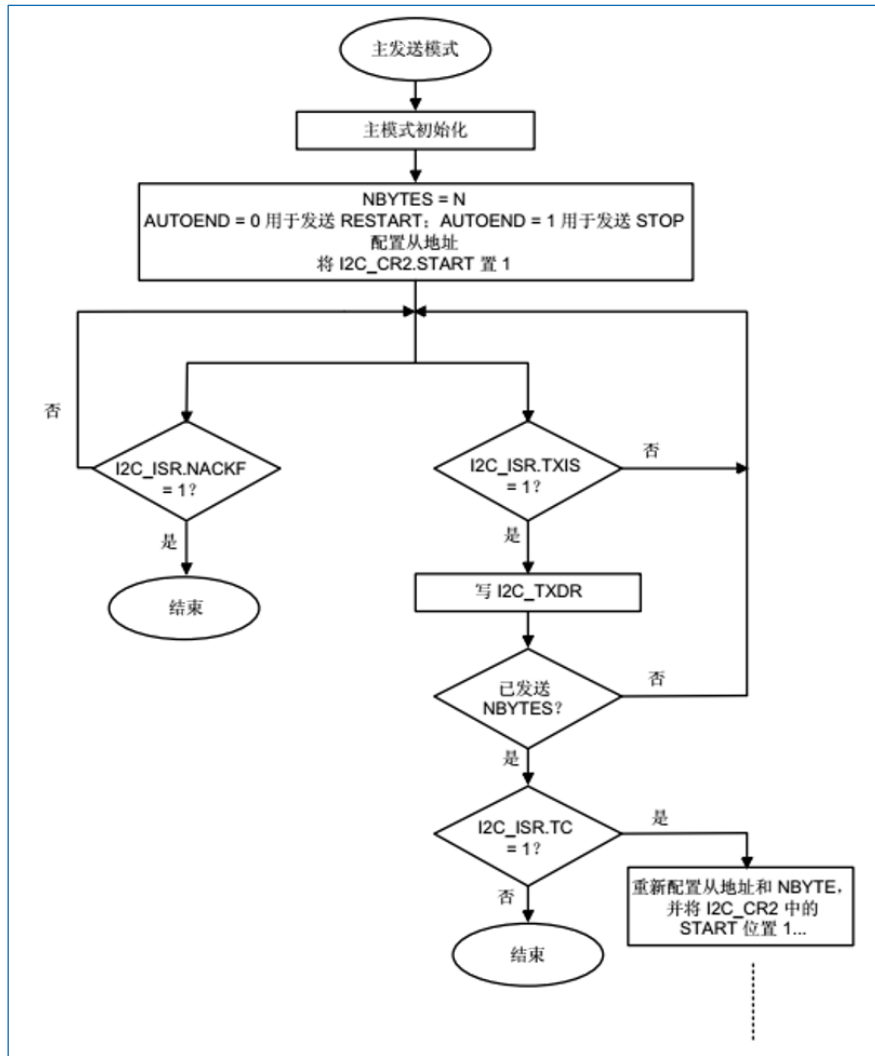 主发送模式
主模式初始化
NBYTES = N
AUTOEND = 0 用于发送 RESTART；AUTOEND = 1 用于发送 STOP
配置从地址
将 I2C_CR2.START 置 1
否
I2C_ISR.NACKF
= 1？
是
结束
I2C_ISR.TXIS
= 1？
否
是
写 I2C_TXDR
已发送
NBYTES？
否
是
I2C_ISR.TC
= 1？
是
否
结束
重新配置从地址和 NBYTE，
并将 I2C_CR2 中的
START 位置 1...